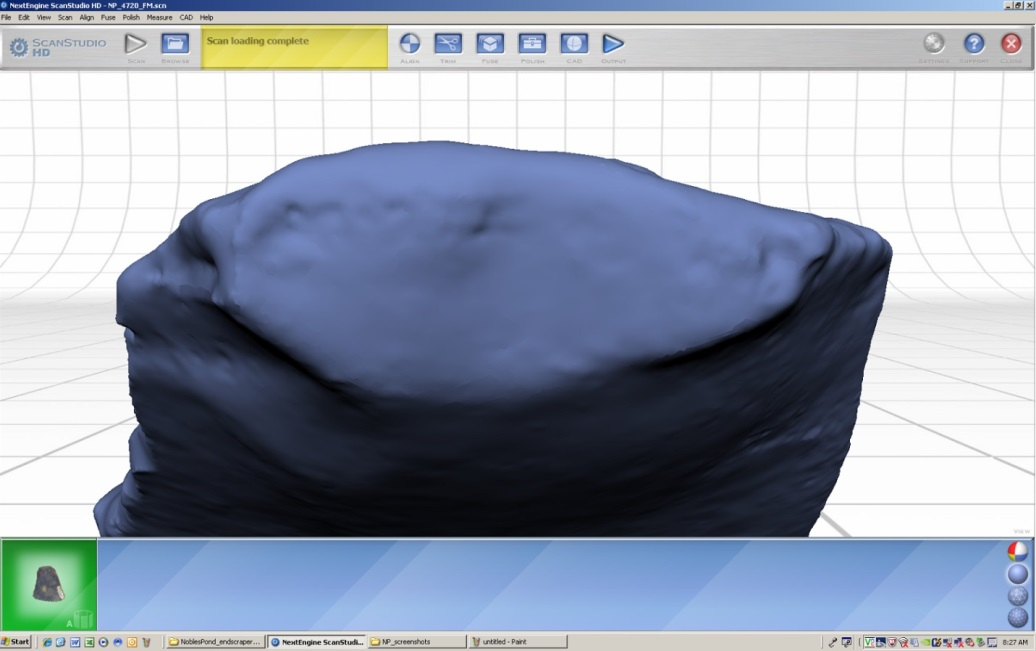 NextEngine ScanStudio HD - NP_4720_FM.scn
File Edit View Scan Align Fuse Polish Measure CAD Help
SCANSTUDIO
HD
Scan loading complete
SCAN BROWSE ALIGN TRIM FUSE POLISH CAD OUTPUT SETTINGS SUPPORT CLOSE
A
Start NoblesPond_endscraper... NextEngine ScanStudi... NP_screenshots untitled - Paint 8:27 AM